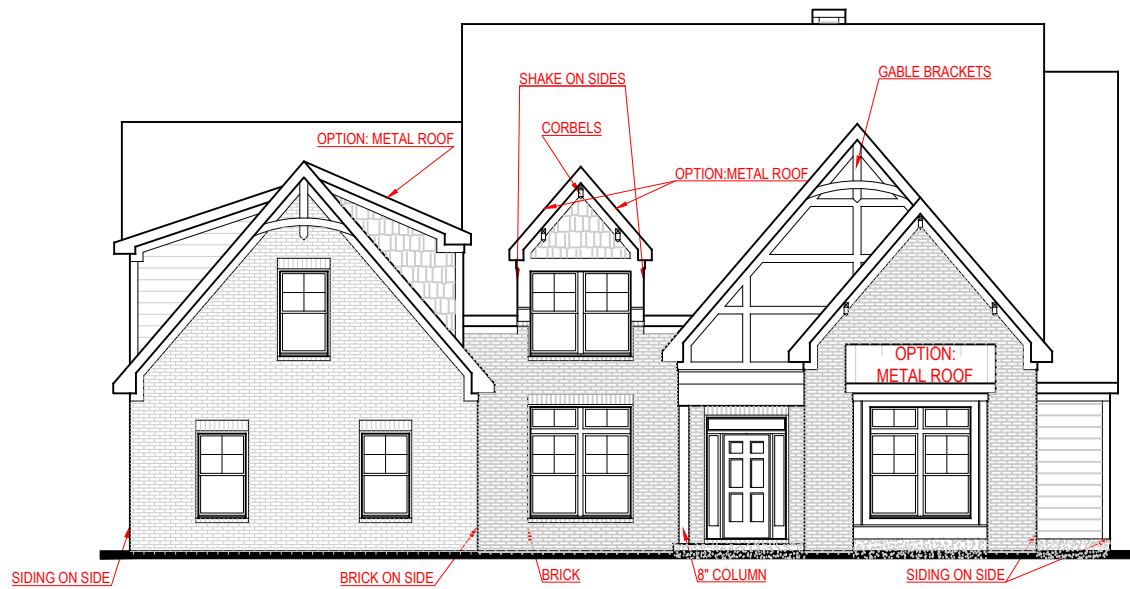 GABLE BRACKETS
SHAKE ON SIDES
CORBELS
OPTION: METAL ROOF
OPTION:METAL ROOF
OPTION:
METAL ROOF
SIDING ON SIDE
BRICK ON SIDE
BRICK
8" COLUMN
SIDING ON SIDE